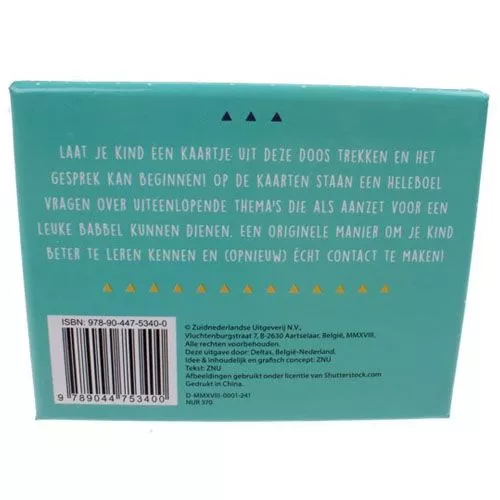 LAAT JE KIND EEN KAARTJE UIT DEZE DOOS TREKKEN EN HET
GESPREK KAN BEGINNEN! OP DE KAARTEN STAAN EEN HELEBOEL
VRAGEN OVER UITEENLOPENDE THEMA'S DIE ALS AANZET VOOR EEN
LEUKE BABBEL KUNNEN DIENEN. EEN ORIGINELE MANIER OM JE KIND
BETER TE LEREN KENNEN EN (OPNIEUW) ÉCHT CONTACT TE MAKEN!
ISBN: 978-90-447-5340-0
9 789044 753400
© Zuidnederlandse Uitgeverij N.V.,
Vluchtenburgstraat 7, B-2630 Aartselaar, België, MMXVIII.
Alle rechten voorbehouden.
Deze uitgave door: Deltas, België-Nederland.
Idee & inhoudelijk en grafisch concept: ZNU
Tekst: ZNU
Afbeeldingen gebruikt onder licentie van Shutterstock.com
Gedrukt in China.
D-MMXVIII-0001-241
NUR 370